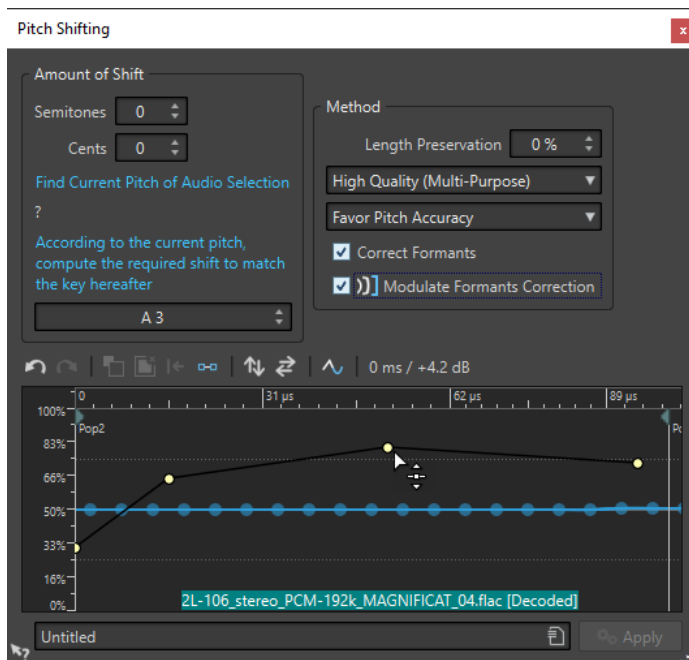 Pitch Shifting
x
Amount of Shift
Semitones 0
Cents 0
Find Current Pitch of Audio Selection
?
According to the current pitch,
compute the required shift to match
the key hereafter
A 3
Method
Length Preservation 0 %
High Quality (Multi-Purpose)
Favor Pitch Accuracy
Correct Formants
Modulate Formants Correction
0 ms / +4.2 dB
0 31 µs 62 µs 89 µs
100%
Pop2 Po
83%
66%
50%
33%
16%
0%
2L-106_stereo_PCM-192k_MAGNIFICAT_04.flac [Decoded]
Untitled
Apply
?